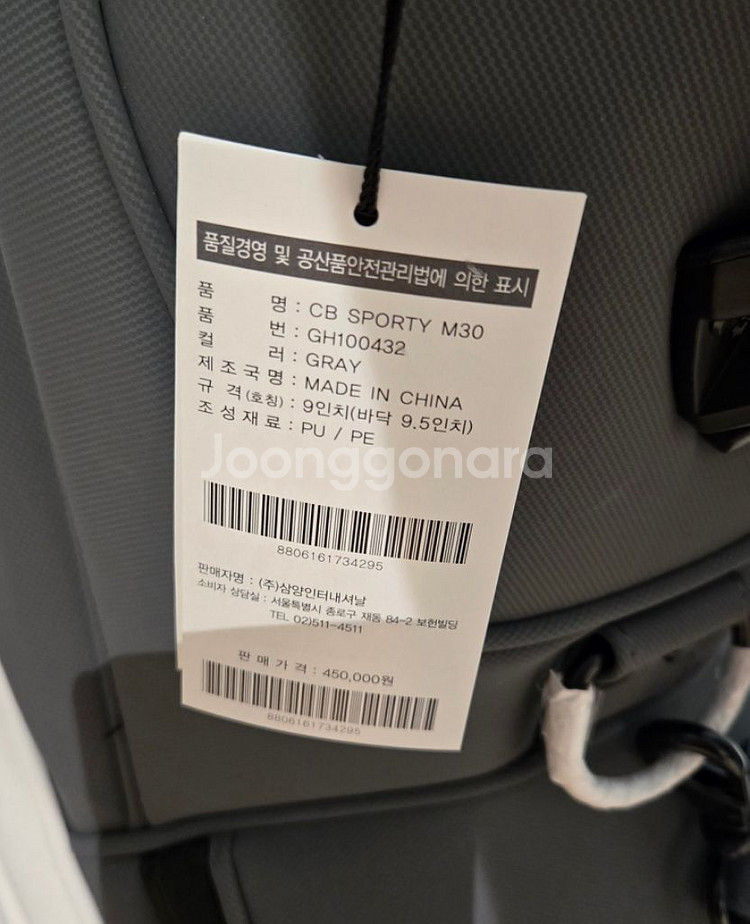 품질경영 및 공산품안전관리법에 의한 표시
품 명 : CB SPORTY M30
품 번 : GH100432
컬 러 : GRAY
제조국명 : MADE IN CHINA
규 격(호칭) : 9인치(바닥 9.5인치)
조성재료 : PU / PE
Joonggonara
8806161734295
판매자명 : (주)삼양인터내셔날
소비자 상담실 : 서울특별시 종로구 재동 84-2 보헌빌딩
TEL 02)511-4511
판매가격 : 450,000원
8806161734295